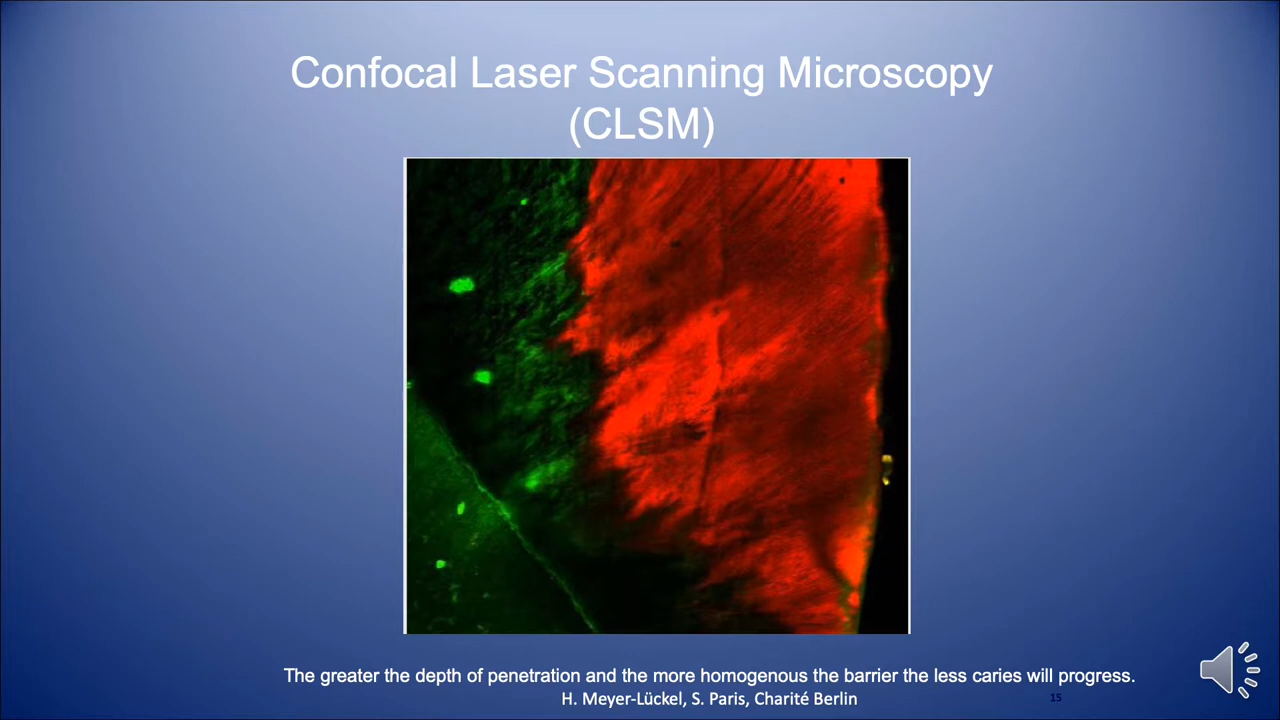 Confocal Laser Scanning Microscopy
(CLSM)
The greater the depth of penetration and the more homogenous the barrier the less caries will progress.
H. Meyer-Lückel, S. Paris, Charité Berlin
15